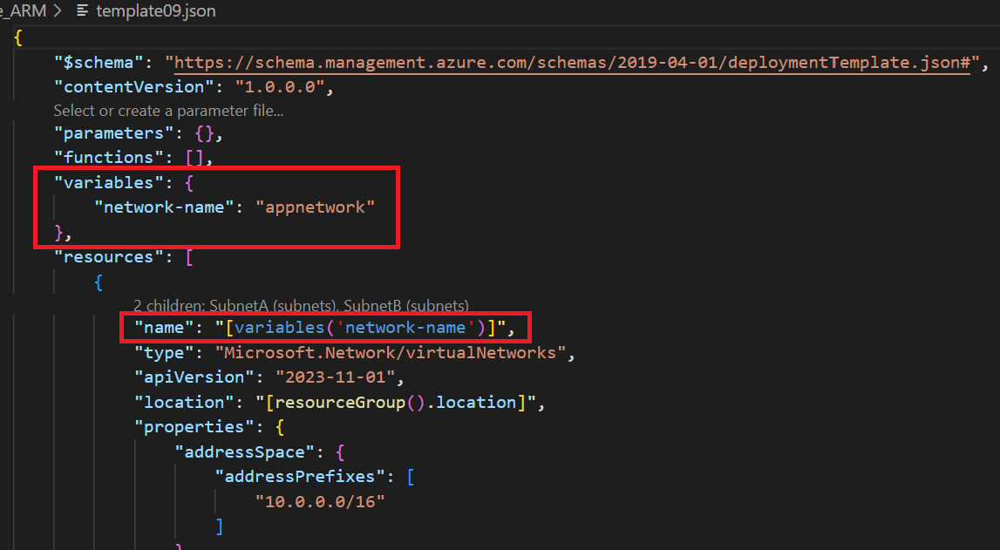 e_ARM > template09.json
{
"$schema": "https://schema.management.azure.com/schemas/2019-04-01/deploymentTemplate.json#",
"contentVersion": "1.0.0.0",
Select or create a parameter file...
"parameters": {},
"functions": [],
"variables": {
"network-name": "appnetwork"
},
"resources": [
{
2 children: SubnetA (subnets), SubnetB (subnets)
"name": "[variables('network-name')]",
"type": "Microsoft.Network/virtualNetworks",
"apiVersion": "2023-11-01",
"location": "[resourceGroup().location]",
"properties": {
"addressSpace": {
"addressPrefixes": [
"10.0.0.0/16"
]
}